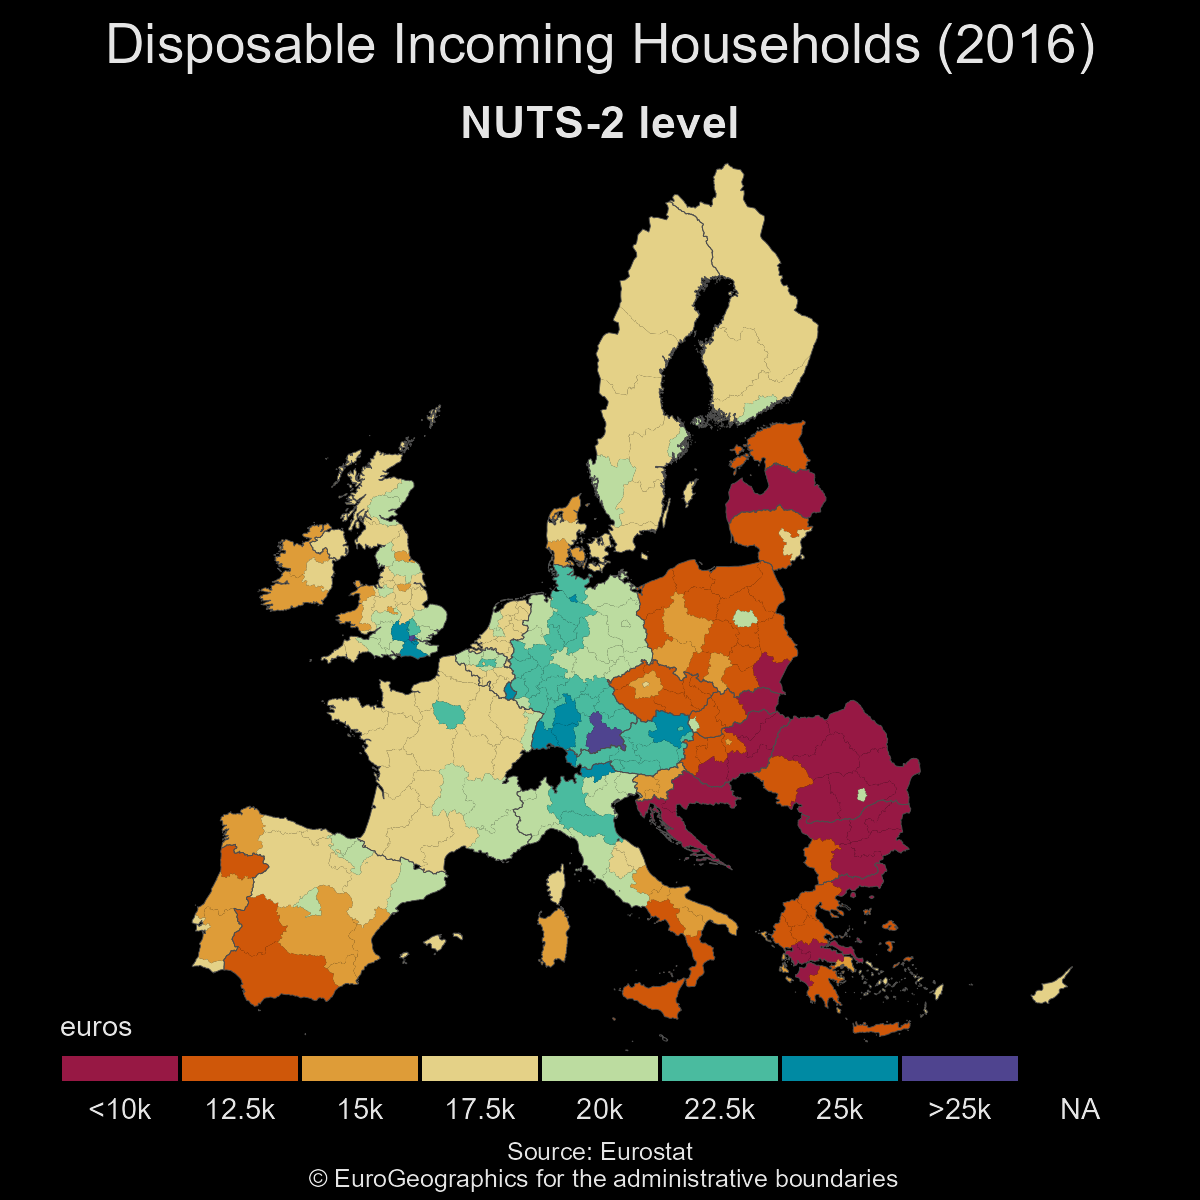 Disposable Incoming Households (2016)
NUTS-2 level
euros
<10k 12.5k 15k 17.5k 20k 22.5k 25k >25k NA
Source: Eurostat
© EuroGeographics for the administrative boundaries